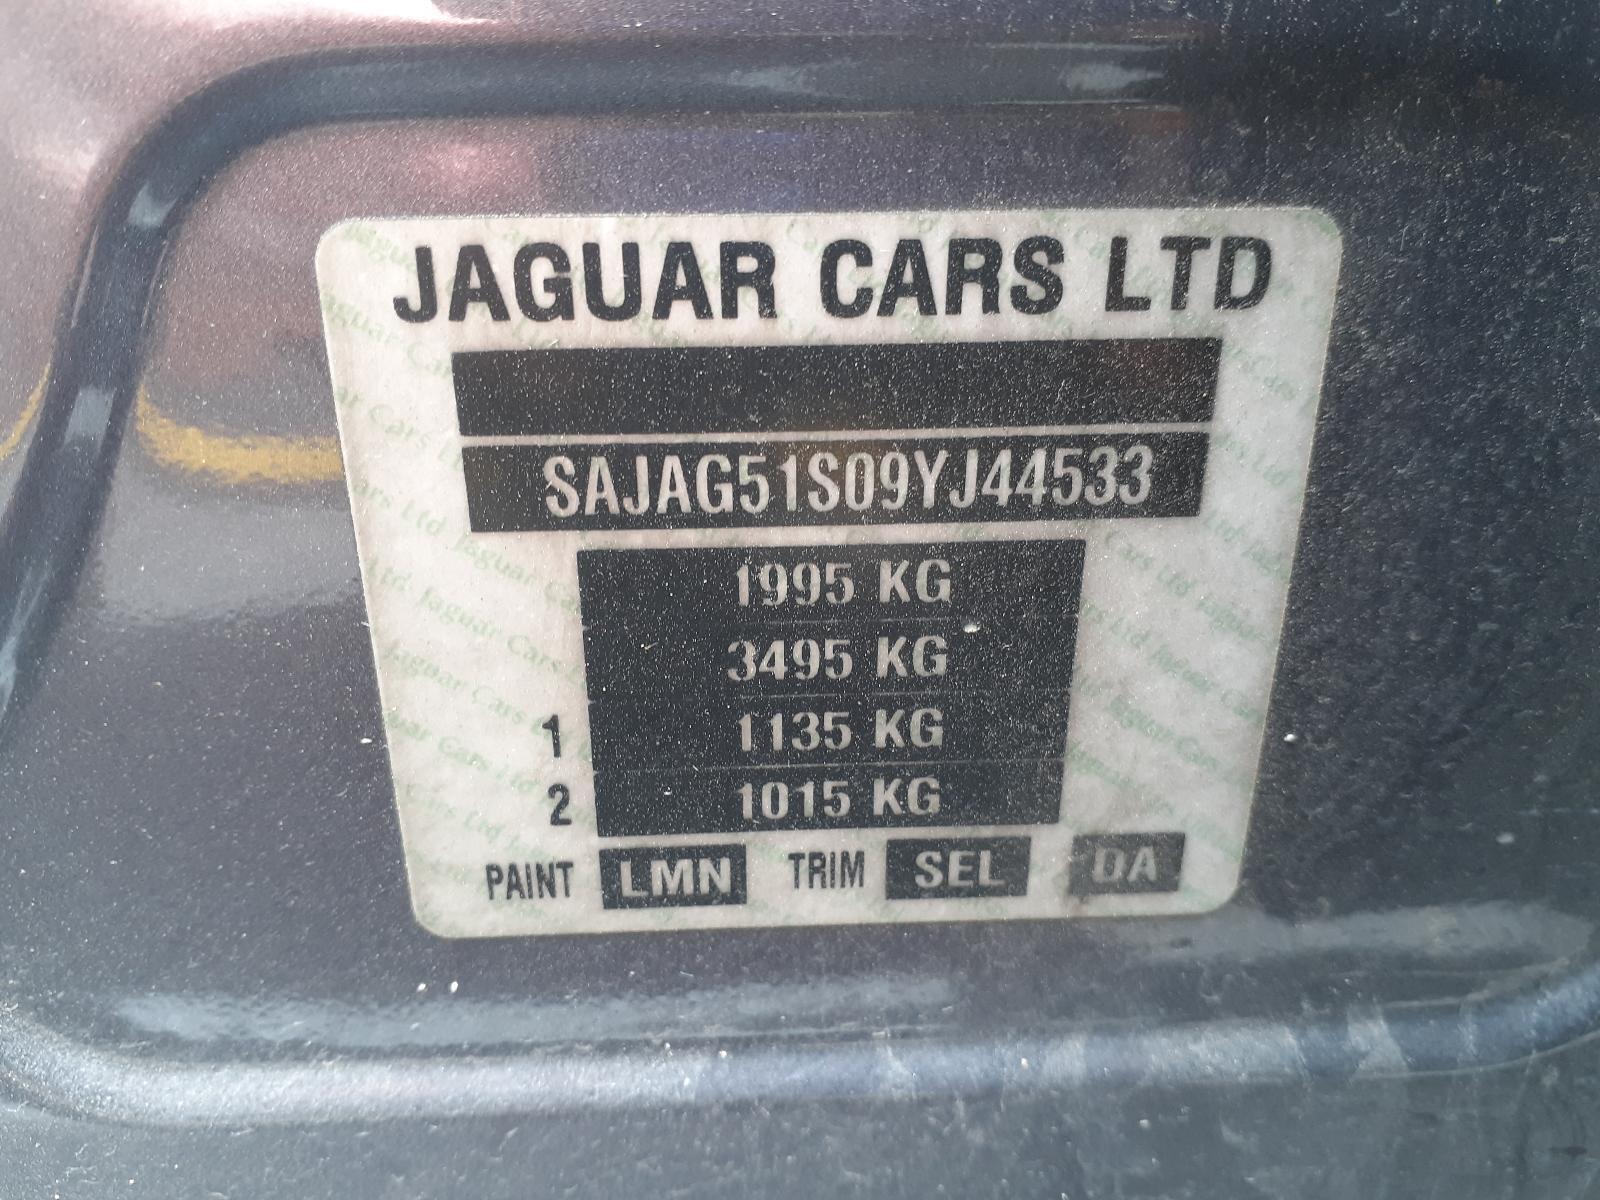 JAGUAR CARS LTD
SAJAG51S09YJ44533
1995 KG
3495 KG
1 1135 KG
2 1015 KG
PAINT LMN TRIM SEL DA